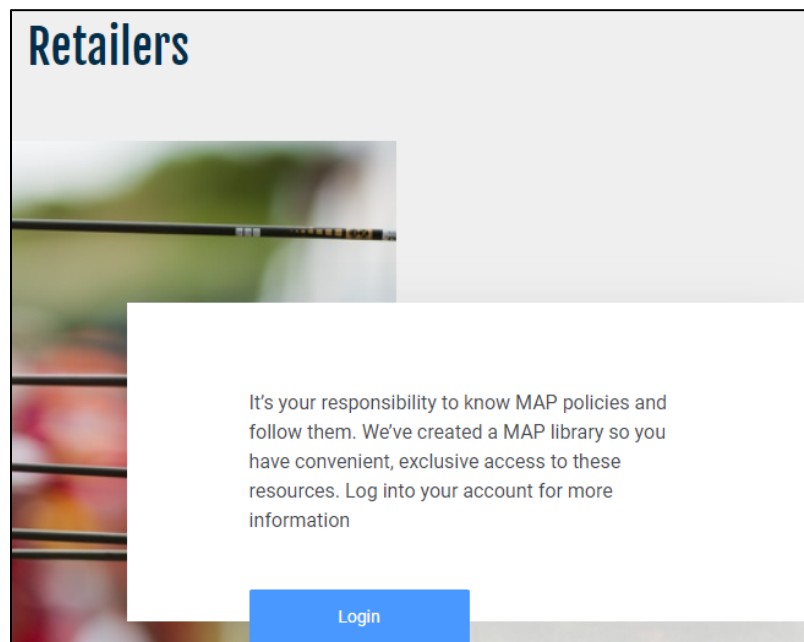 Retailers
It’s your responsibility to know MAP policies and
follow them. We’ve created a MAP library so you
have convenient, exclusive access to these
resources. Log into your account for more
information
Login